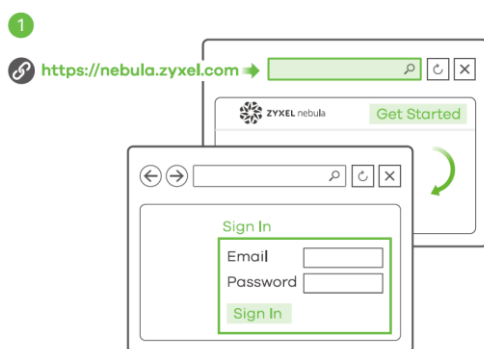 1
https://nebula.zyxel.com
ZYXEL nebula
Get Started
Sign In
Email
Password
Sign In